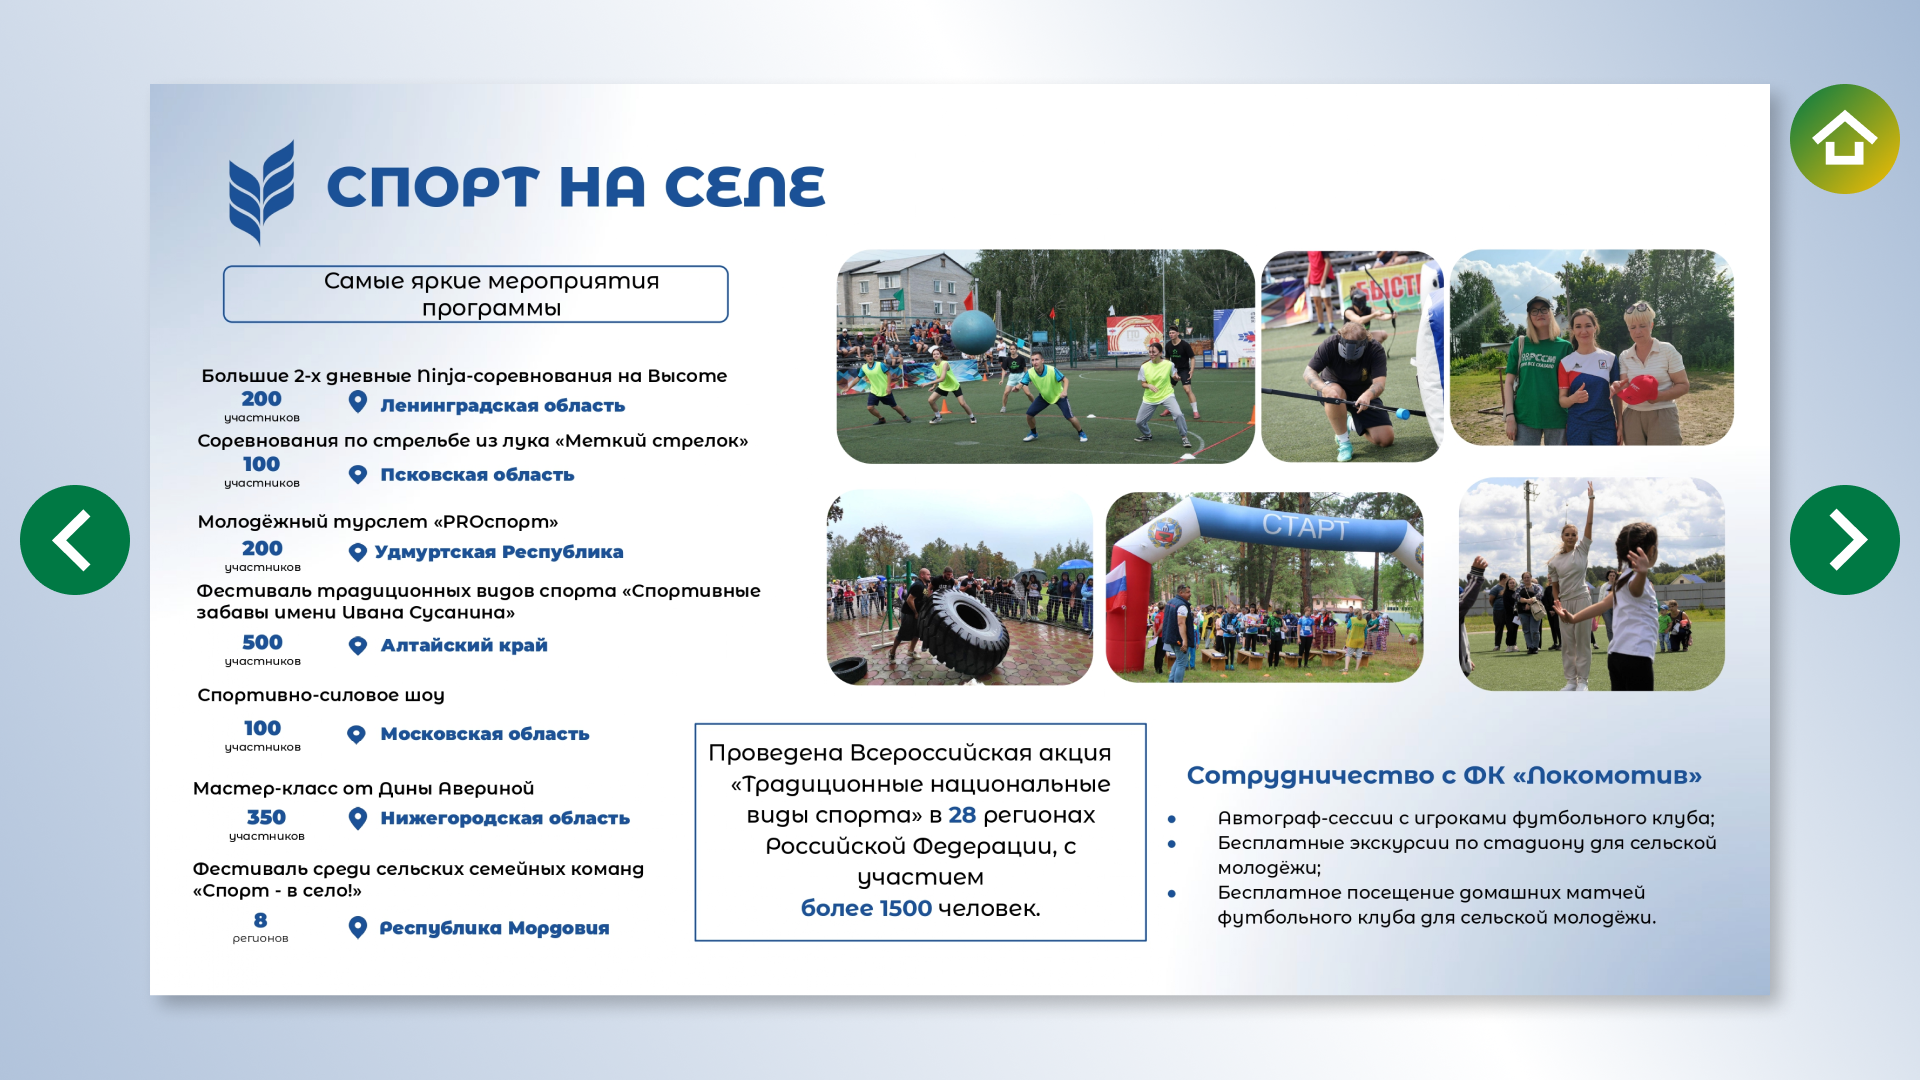 СПОРТ НА СЕЛЕ
Самые яркие мероприятия
программы
Большие 2-х дневные Ninja-соревнования на Высоте
200
участников
Ленинградская область
Соревнования по стрельбе из лука «Меткий стрелок»
100
участников
Псковская область
Молодёжный турслет «PROспорт»
200
участников
Удмуртская Республика
Фестиваль традиционных видов спорта «Спортивные
забавы имени Ивана Сусанина»
500
участников
Алтайский край
Спортивно-силовое шоу
100
участников
Московская область
Мастер-класс от Дины Авериной
350
участников
Нижегородская область
Фестиваль среди сельских семейных команд
«Спорт - в село!»
8
регионов
Республика Мордовия
СТАРТ
Проведена Всероссийская акция
«Традиционные национальные
виды спорта» в 28 регионах
Российской Федерации, с
участием
более 1500 человек.
Сотрудничество с ФК «Локомотив»
• Автограф-сессии с игроками футбольного клуба;
• Бесплатные экскурсии по стадиону для сельской
молодёжи;
• Бесплатное посещение домашних матчей
футбольного клуба для сельской молодёжи.